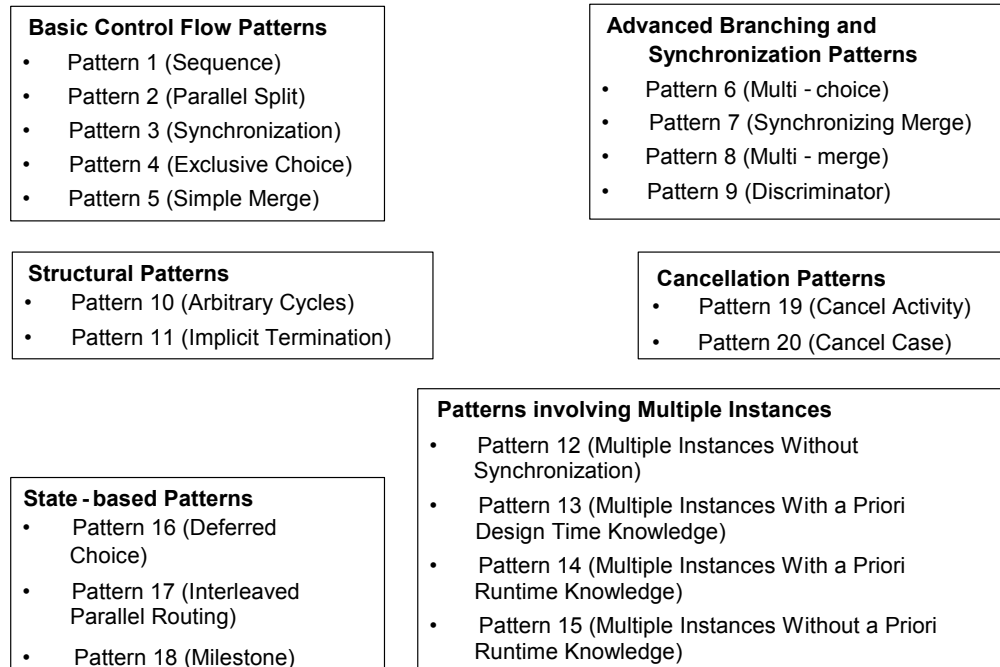 Basic Control Flow Patterns
• Pattern 1 (Sequence)
• Pattern 2 (Parallel Split)
• Pattern 3 (Synchronization)
• Pattern 4 (Exclusive Choice)
• Pattern 5 (Simple Merge)
Advanced Branching and
Synchronization Patterns
• Pattern 6 (Multi - choice)
• Pattern 7 (Synchronizing Merge)
• Pattern 8 (Multi - merge)
• Pattern 9 (Discriminator)
Structural Patterns
• Pattern 10 (Arbitrary Cycles)
• Pattern 11 (Implicit Termination)
Cancellation Patterns
• Pattern 19 (Cancel Activity)
• Pattern 20 (Cancel Case)
Patterns involving Multiple Instances
• Pattern 12 (Multiple Instances Without
Synchronization)
• Pattern 13 (Multiple Instances With a Priori
Design Time Knowledge)
• Pattern 14 (Multiple Instances With a Priori
Runtime Knowledge)
• Pattern 15 (Multiple Instances Without a Priori
Runtime Knowledge)
State - based Patterns
• Pattern 16 (Deferred
Choice)
• Pattern 17 (Interleaved
Parallel Routing)
• Pattern 18 (Milestone)